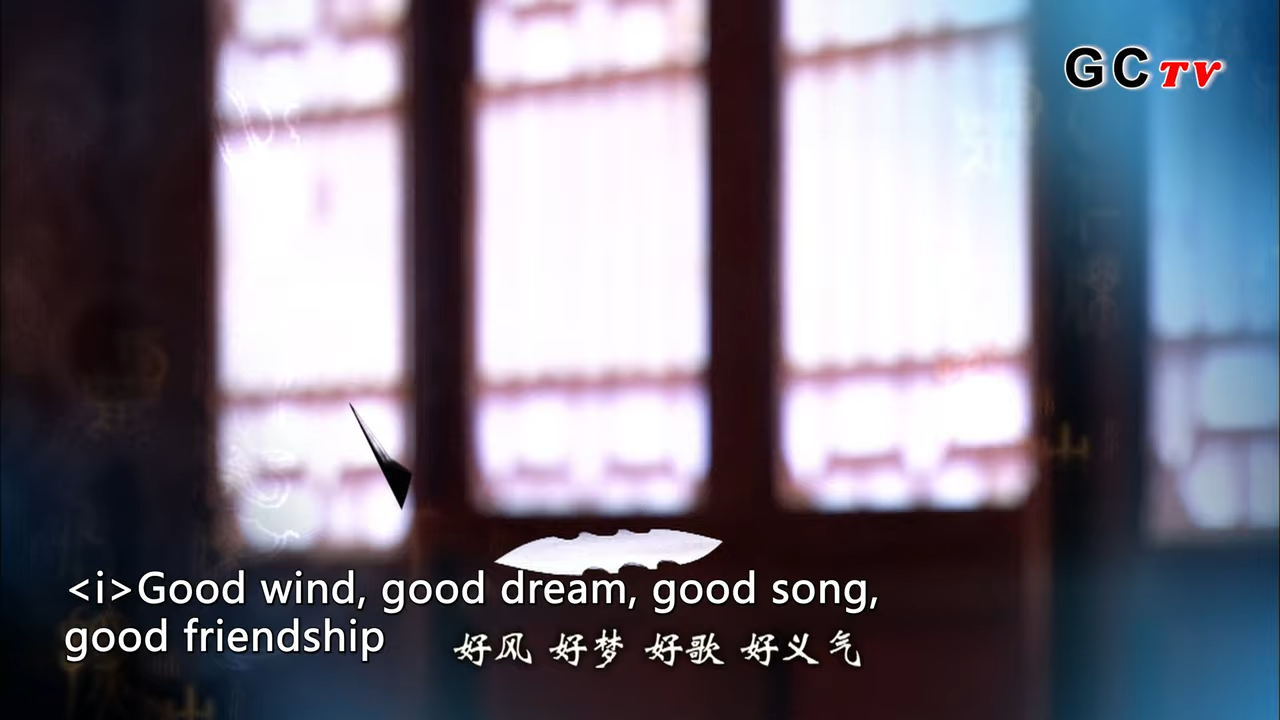 GCTV
<i>Good wind, good dream, good song,
good friendship
好风 好梦 好歌 好义气